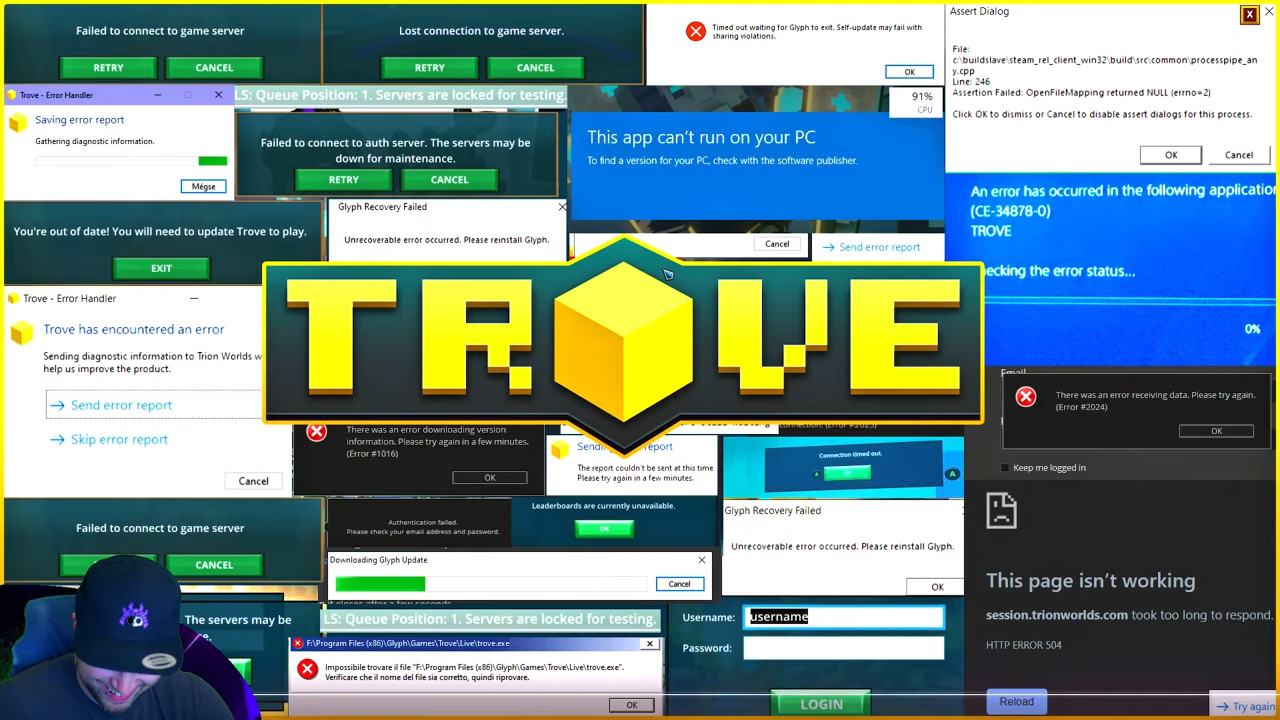 Failed to connect to game server
RETRY
CANCEL
Lost connection to game server.
RETRY
CANCEL
Timed out waiting for Glyph to exit. Self-update may fail with
sharing violations.
OK
Assert Dialog
X
File:
c:\buildslave\steam_rel_client_win32\build\src\common\processpipe_an
y.cpp
Line: 246
Assertion Failed: OpenFileMapping returned NULL (errno=2)
Click OK to dismiss or Cancel to disable assert dialogs for this process.
OK
Cancel
Trove - Error Handler
Saving error report
Gathering diagnostic information.
Mégse
LS: Queue Position: 1. Servers are locked for testing.
Failed to connect to auth server. The servers may be
down for maintenance.
RETRY
CANCEL
91%
CPU
This app can't run on your PC
To find a version for your PC, check with the software publisher.
An error has occurred in the following application
(CE-34878-0)
TROVE
hecking the error status...
0%
You're out of date! You will need to update Trove to play.
EXIT
Glyph Recovery Failed
Unrecoverable error occurred. Please reinstall Glyph.
Cancel
Send error report
TROVE
Trove - Error Handler
Trove has encountered an error
Sending diagnostic information to Trion Worlds w
help us improve the product.
Send error report
Skip error report
Cancel
There was an error downloading version
information. Please try again in a few minutes.
(Error #1016)
OK
The report couldn't be sent at this time
Please try again in a few minutes.
Connection timed out.
A
A
Email
There was an error receiving data. Please try again.
(Error #2024)
OK
Keep me logged in
Failed to connect to game server
CANCEL
Authentication failed.
Please check your email address and password.
Leaderboards are currently unavailable.
OK
Glyph Recovery Failed
Unrecoverable error occurred. Please reinstall Glyph.
OK
Downloading Glyph Update
Cancel
This page isn't working
session.trionworlds.com took too long to respond.
HTTP ERROR 504
Reload
Try again
The servers may be
LS: Queue Position: 1. Servers are locked for testing.
F:\Program Files (x86)\Glyph\Games\Trove\Live\trove.exe
Impossibile trovare il file "F:\Program Files (x86)\Glyph\Games\Trove\Live\trove.exe".
Verificare che il nome del file sia corretto, quindi riprovare.
OK
Username:
username
Password:
LOGIN